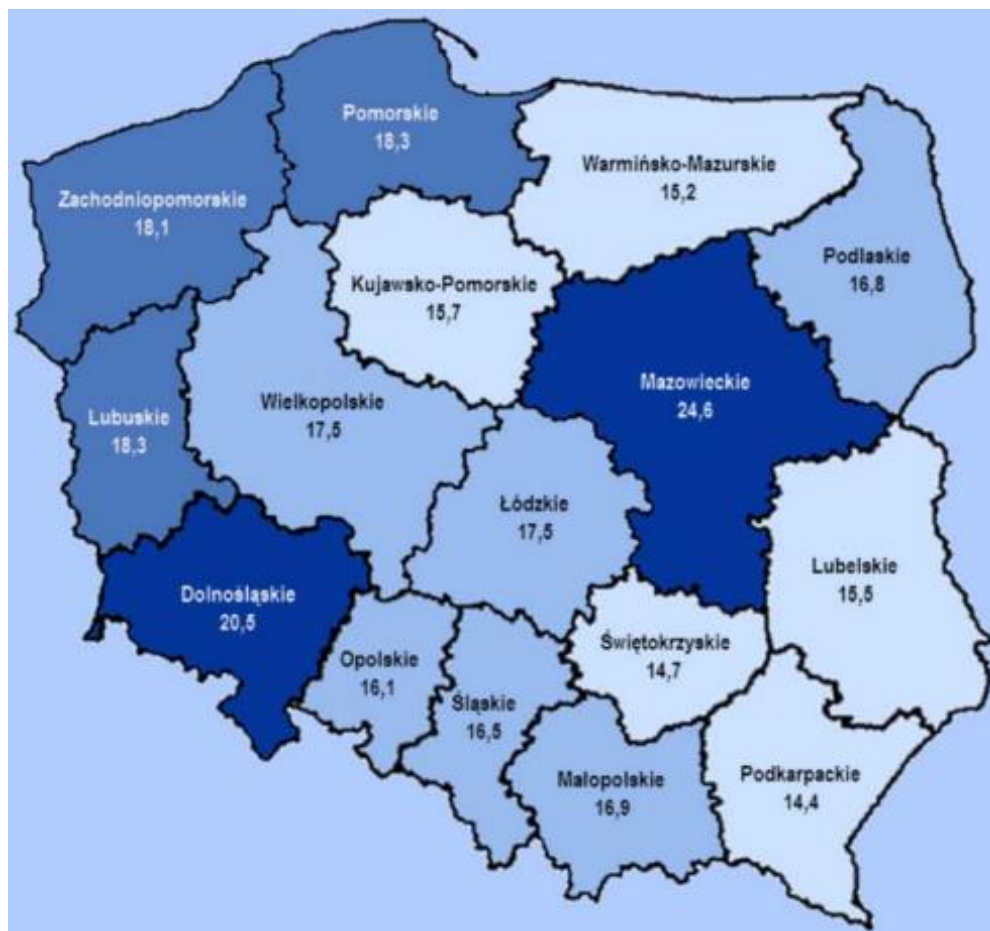 Pomorskie
18,3
Warmińsko-Mazurskie
15,2
Zachodniopomorskie
18,1
Podlaskie
16,8
Kujawsko-Pomorskie
15,7
Mazowieckie
24,6
Wielkopolskie
17,5
Lubuskie
18,3
Łódzkie
17,5
Lubelskie
15,5
Dolnośląskie
20,5
Świętokrzyskie
14,7
Opolskie
16,1
Śląskie
16,5
Małopolskie
16,9
Podkarpackie
14,4